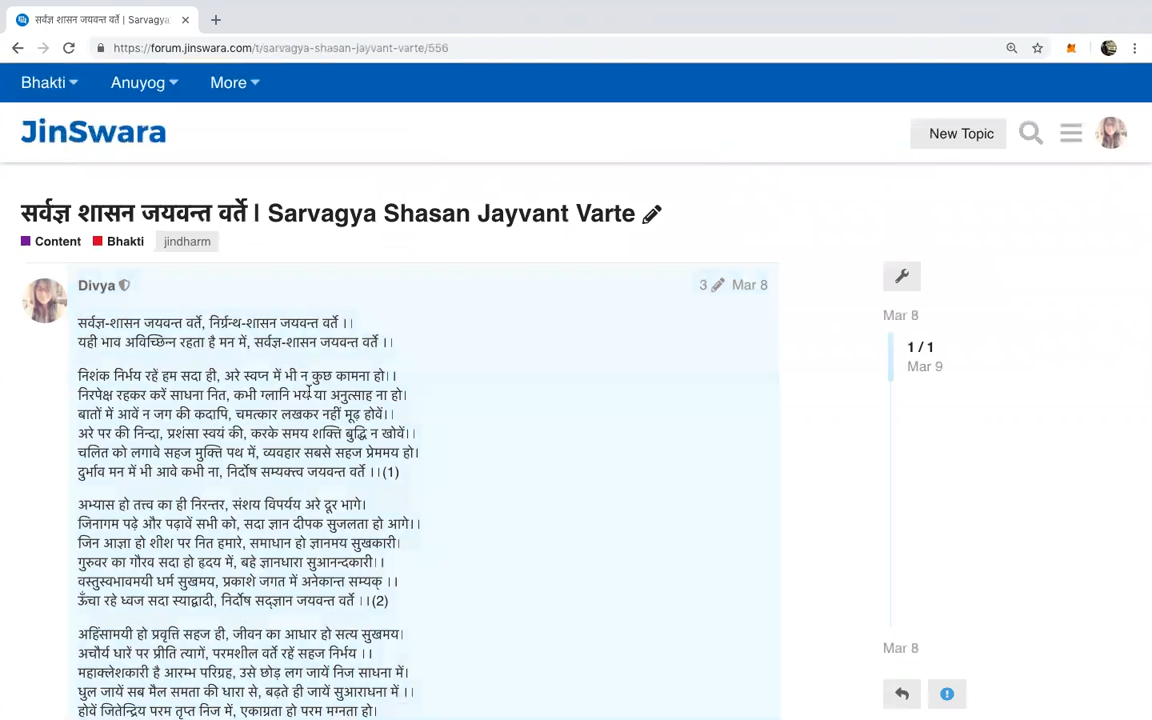 सर्वज्ञ शासन जयवन्त वर्ते | Sarvagya
https://forum.jinswara.com/t/sarvagya-shasan-jayvant-varte/556
Bhakti Anuyog More
JinSwara
New Topic
सर्वज्ञ शासन जयवन्त वर्ते | Sarvagya Shasan Jayvant Varte
Content Bhakti jindharm
Divya 3 Mar 8
सर्वज्ञ-शासन जयवन्त वर्ते, निर्ग्रन्थ-शासन जयवन्त वर्ते ।।
यही भाव अविच्छिन्न रहता है मन में, सर्वज्ञ-शासन जयवन्त वर्ते ।।
निशंक निर्भय रहें हम सदा ही, अरे स्वप्न में भी न कुछ कामना हो।।
निरपेक्ष रहकर करें साधना नित, कभी ग्लानि भय या अनुत्साह ना हो।
बातों में आवें न जग की कदापि, चमत्कार लखकर नहीं मूढ़ होवें।।
अरे पर की निन्दा, प्रशंसा स्वयं की, करके समय शक्ति बुद्धि न खोवें।।
चलित को लगावे सहज मुक्ति पथ में, व्यवहार सबसे सहज प्रेममय हो।
दुर्भाव मन में भी आवे कभी ना, निर्दोष सम्यक्त्व जयवन्त वर्ते ।।(1)
अभ्यास हो तत्त्व का ही निरन्तर, संशय विपर्यय अरे दूर भागे।
जिनागम पढ़े और पढ़ावें सभी को, सदा ज्ञान दीपक सुजलता हो आगे।।
जिन आज्ञा हो शीश पर नित हमारे, समाधान हो ज्ञानमय सुखकारी।
गुरुवर का गौरव सदा हो हृदय में, बहे ज्ञानधारा सुआनन्दकारी।।
वस्तुस्वभावमयी धर्म सुखमय, प्रकाशे जगत में अनेकान्त सम्यक् ।।
ऊँचा रहे ध्वज सदा स्याद्वादी, निर्दोष सद्ज्ञान जयवन्त वर्ते ।।(2)
अहिंसामयी हो प्रवृत्ति सहज ही, जीवन का आधार हो सत्य सुखमय।
अचौर्य धारें पर प्रीति त्यागें, परमशील वर्ते रहें सहज निर्भय ।।
महाक्लेशकारी है आरम्भ परिग्रह, उसे छोड़ लग जायें निज साधना में।
धुल जायें सब मैल समता की धारा से, बढ़ते ही जायें सुआराधना में ।।
होवें जितेन्द्रिय परम तृप्त निज में, एकाग्रता हो परम मग्नता हो।
Mar 8
1 / 1
Mar 9
Mar 8